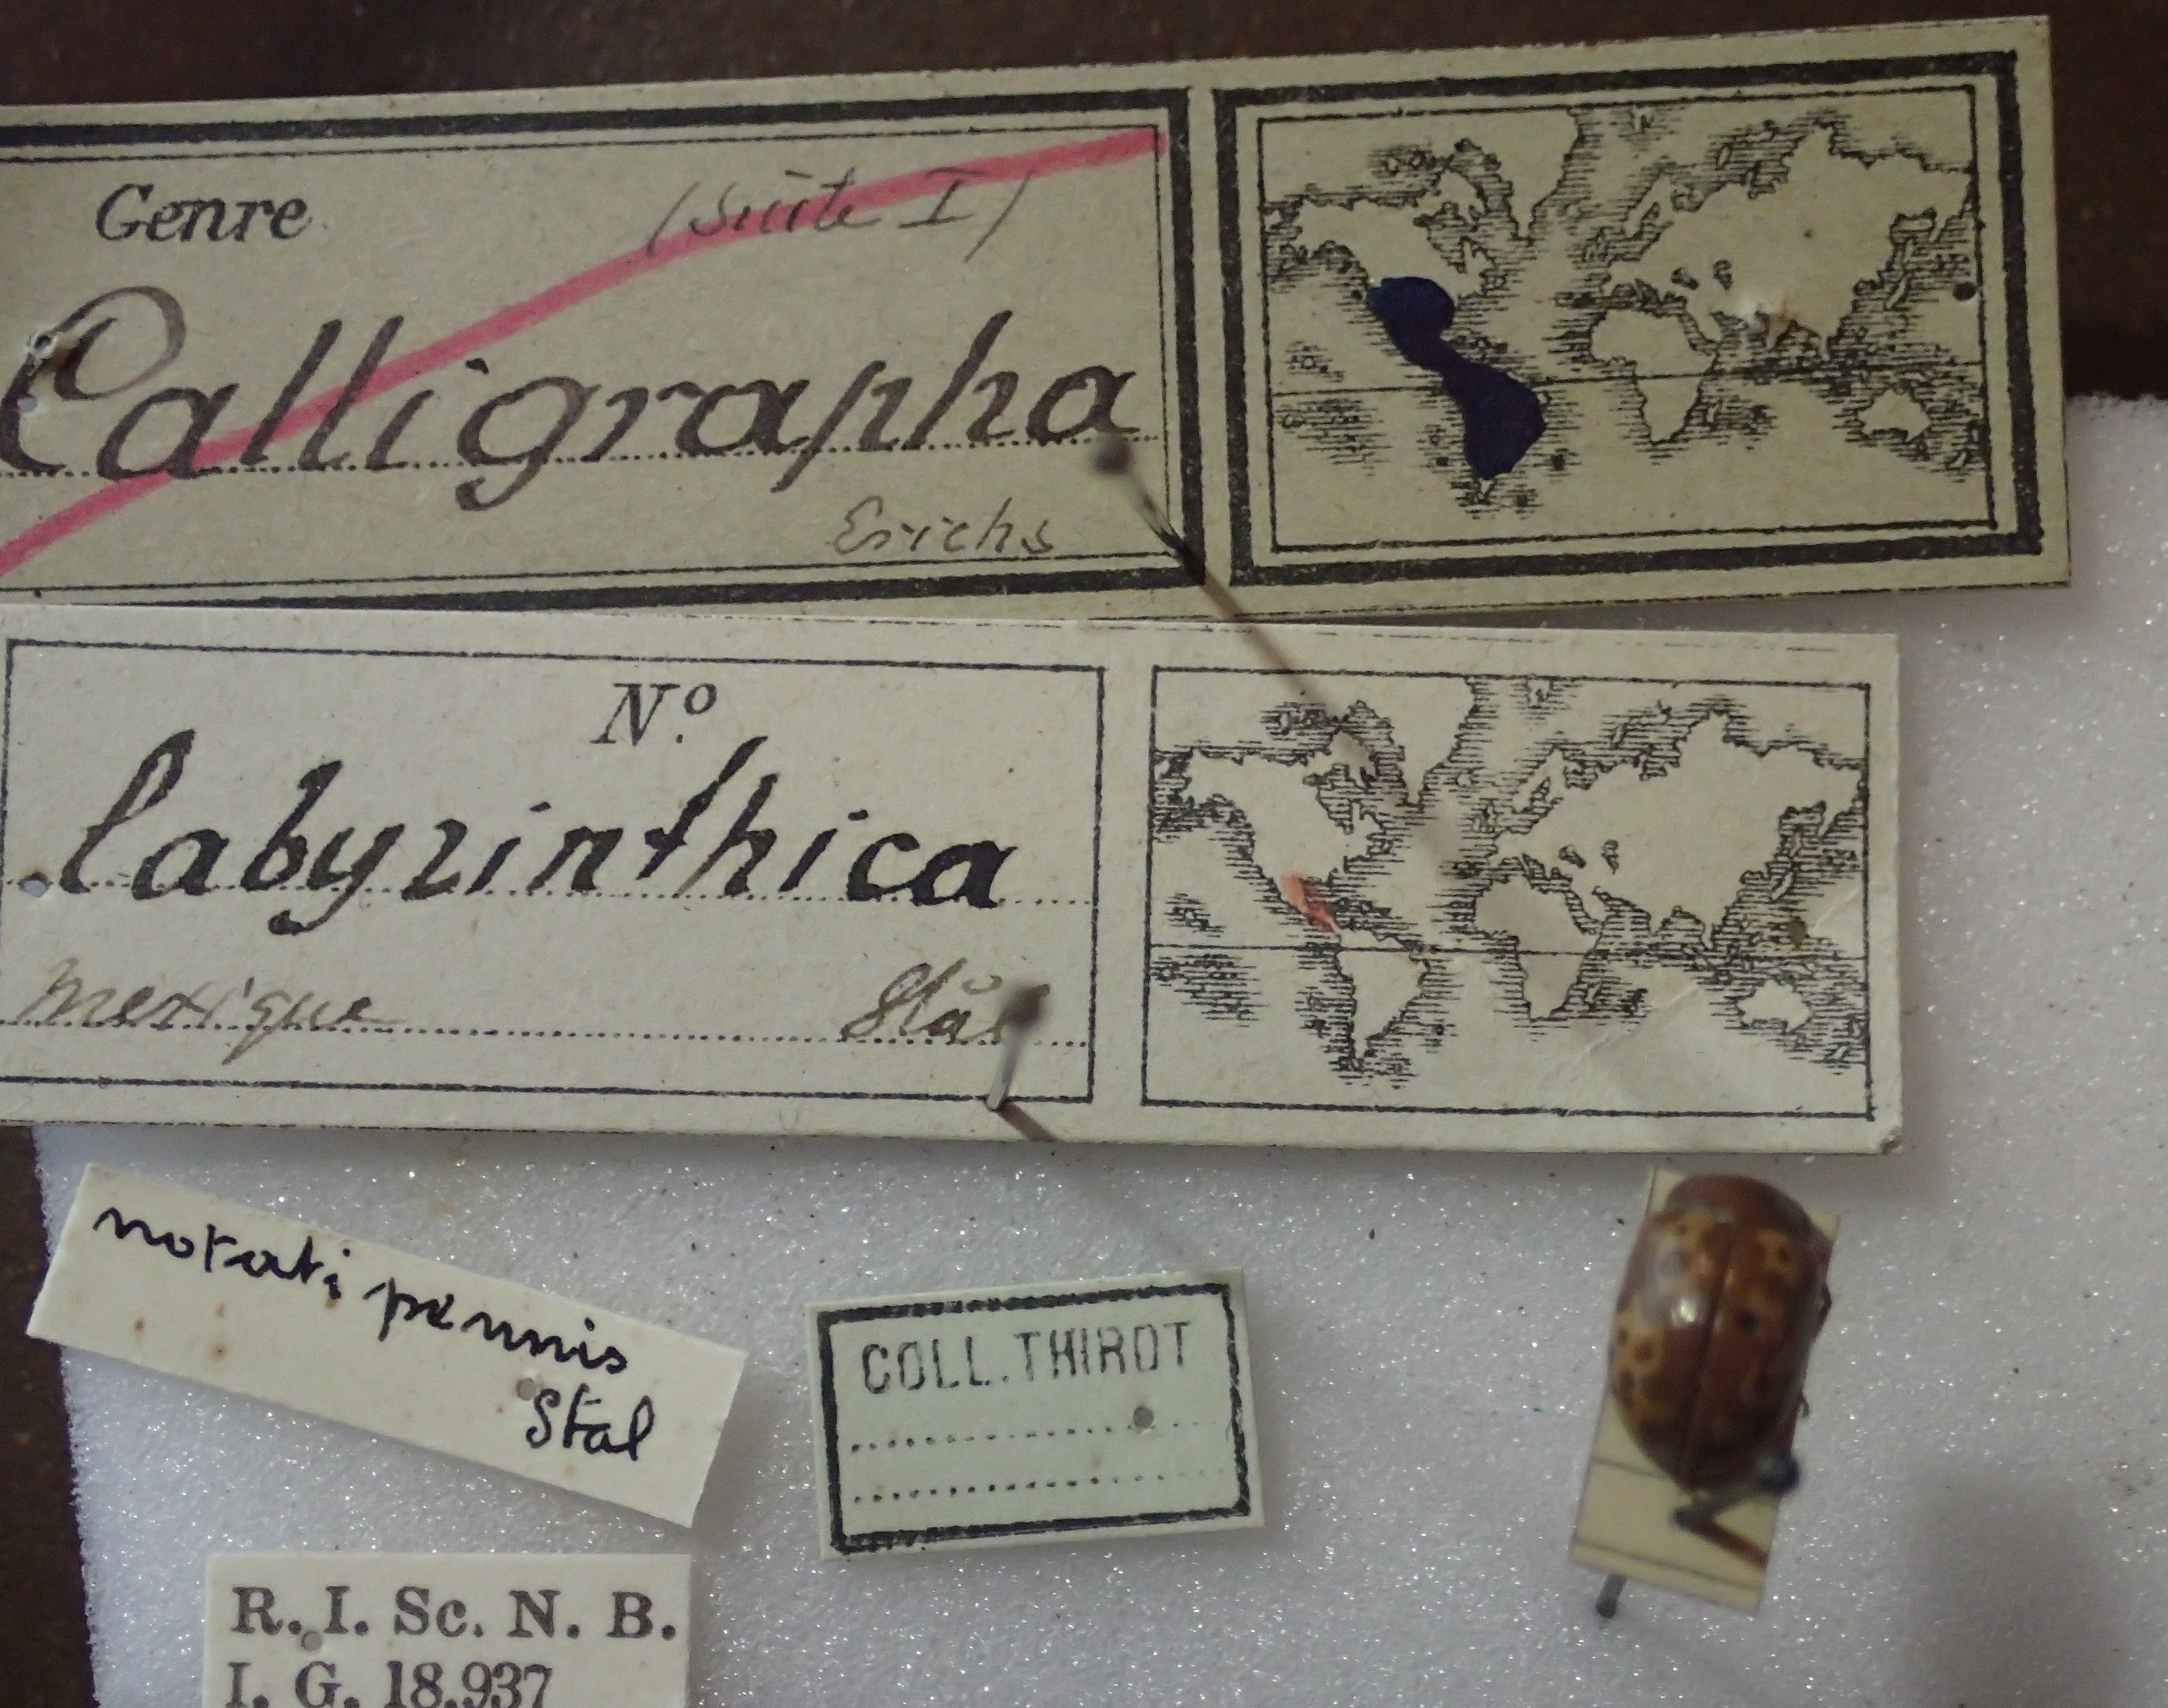 Genre (Suite I)
Calligrapha
Erichs
N.o
labyrinthica
Mexique Stål
notatipennis
Stal
COLL. THIROT
R. I. Sc. N. B.
I. G. 18.937